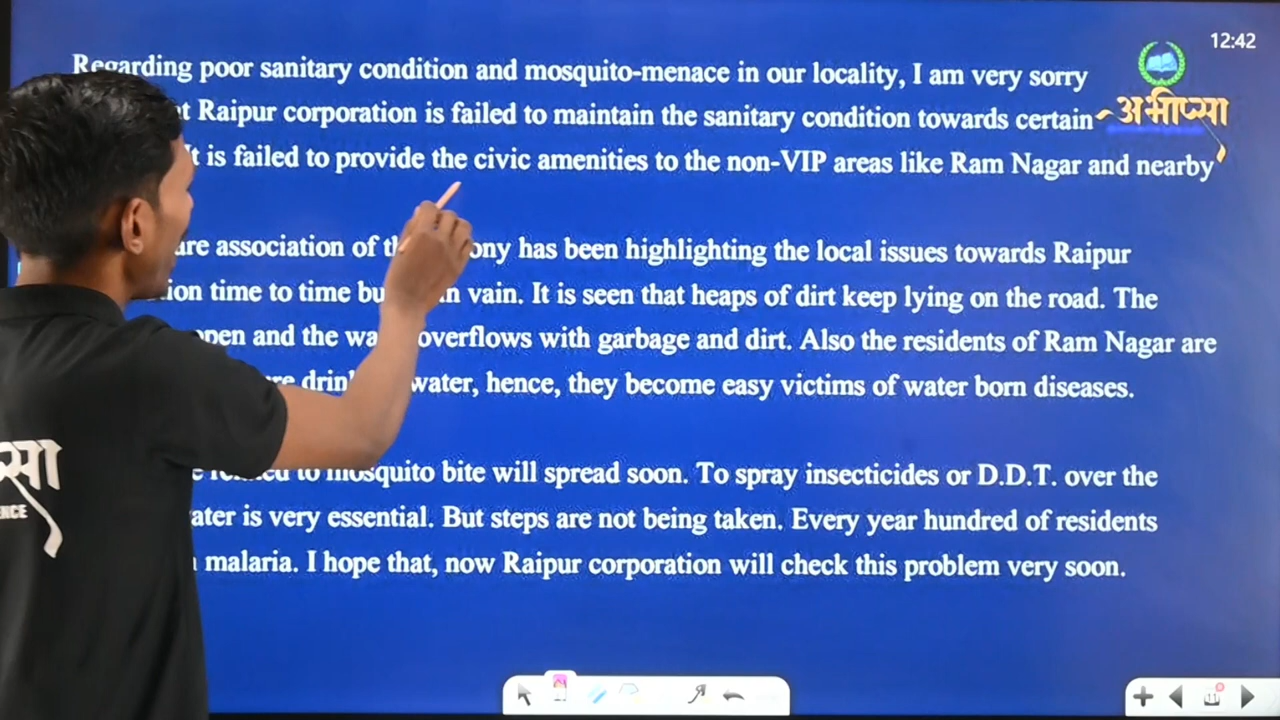 12:42
Regarding poor sanitary condition and mosquito-menace in our locality, I am very sorry
Raipur corporation is failed to maintain the sanitary condition towards certain
अभीप्सा
It is failed to provide the civic amenities to the non-VIP areas like Ram Nagar and nearby
association of has been highlighting the local issues towards Raipur
time to time vain. It is seen that heaps of dirt keep lying on the road. The
and the overflows with garbage and dirt. Also the residents of Ram Nagar are
water, hence, they become easy victims of water born diseases.
to mosquito bite will spread soon. To spray insecticides or D.D.T. over the
is very essential. But steps are not being taken. Every year hundred of residents
malaria. I hope that, now Raipur corporation will check this problem very soon.